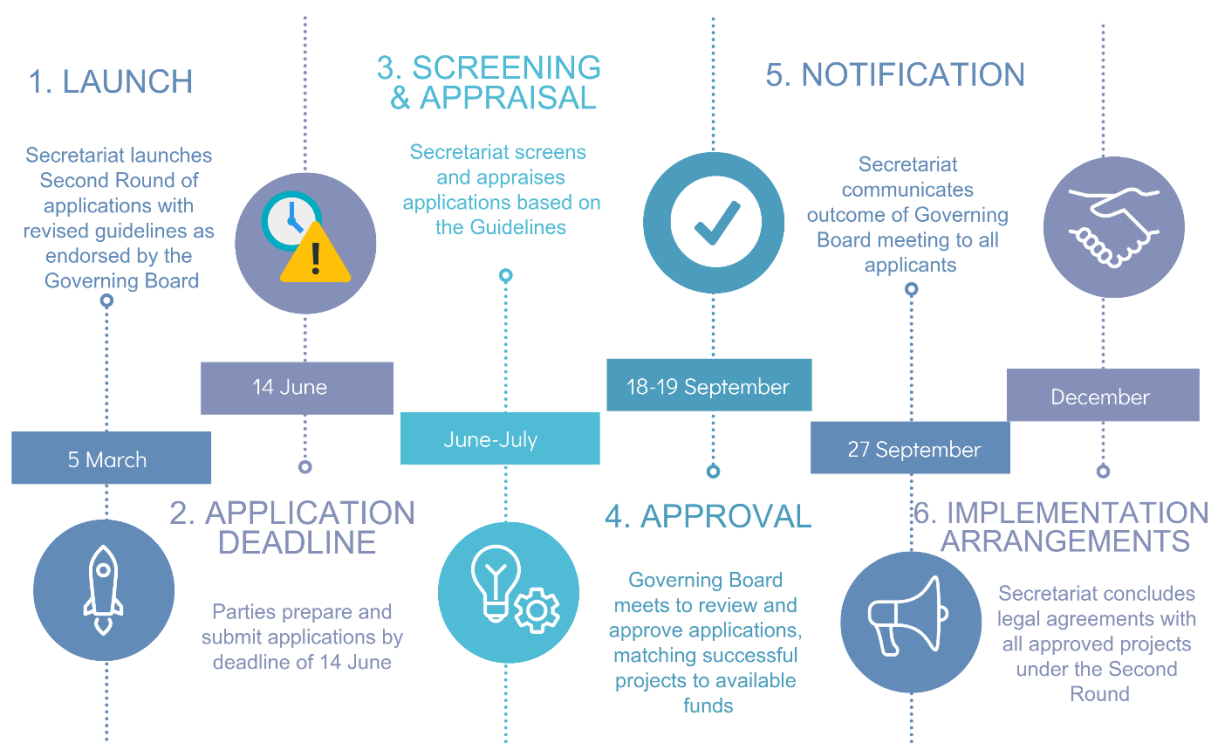 1. LAUNCH
Secretariat launches
Second Round of
applications with
revised guidelines as
endorsed by the
Governing Board
5 March
14 June
2. APPLICATION
DEADLINE
Parties prepare and
submit applications by
deadline of 14 June
3. SCREENING
& APPRAISAL
Secretariat screens
and appraises
applications based on
the Guidelines
June-July
18-19 September
4. APPROVAL
Governing Board
meets to review and
approve applications,
matching successful
projects to available
funds
5. NOTIFICATION
Secretariat
communicates
outcome of Governing
Board meeting to all
applicants
27 September
December
6. IMPLEMENTATION
ARRANGEMENTS
Secretariat concludes
legal agreements with
all approved projects
under the Second
Round